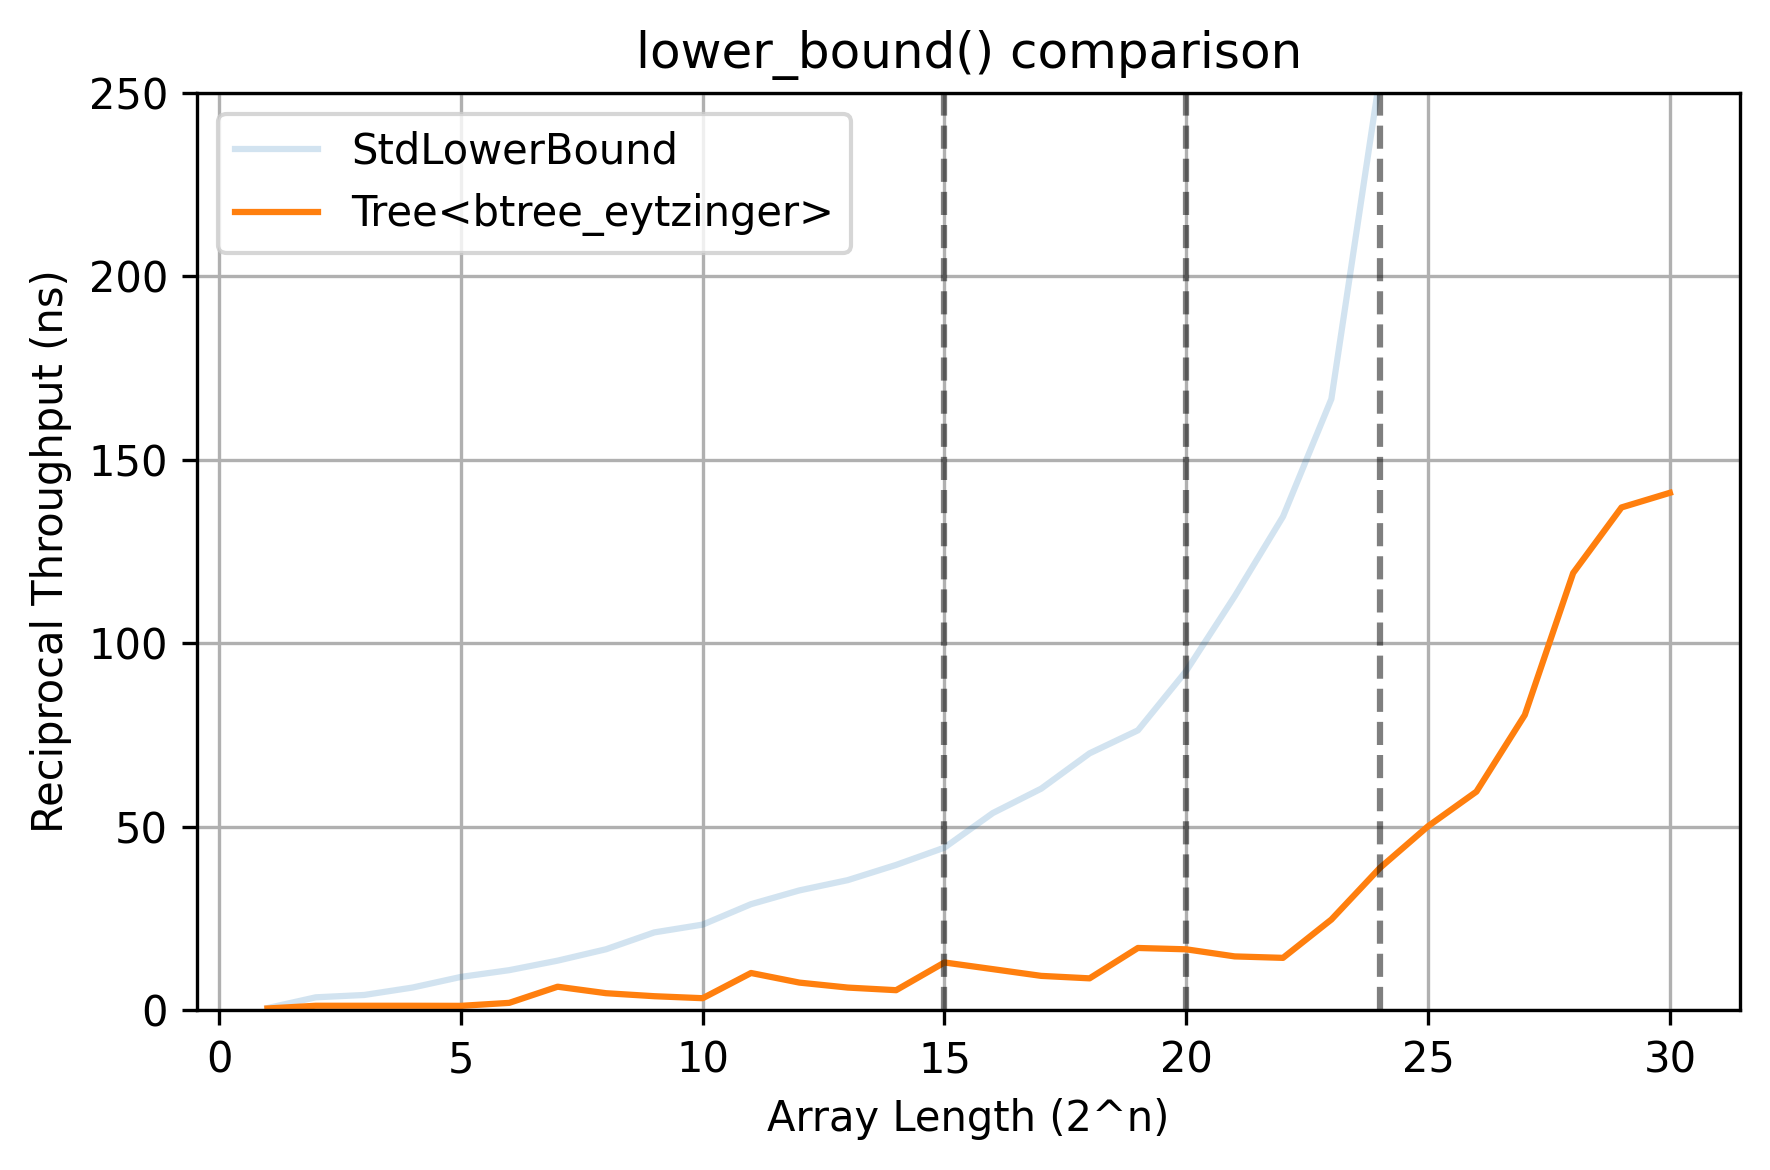 lower_bound() comparison
StdLowerBound
Tree<btree_eytzinger>
Reciprocal Throughput (ns)
250
200
150
100
50
0
0 5 10 15 20 25 30
Array Length (2^n)